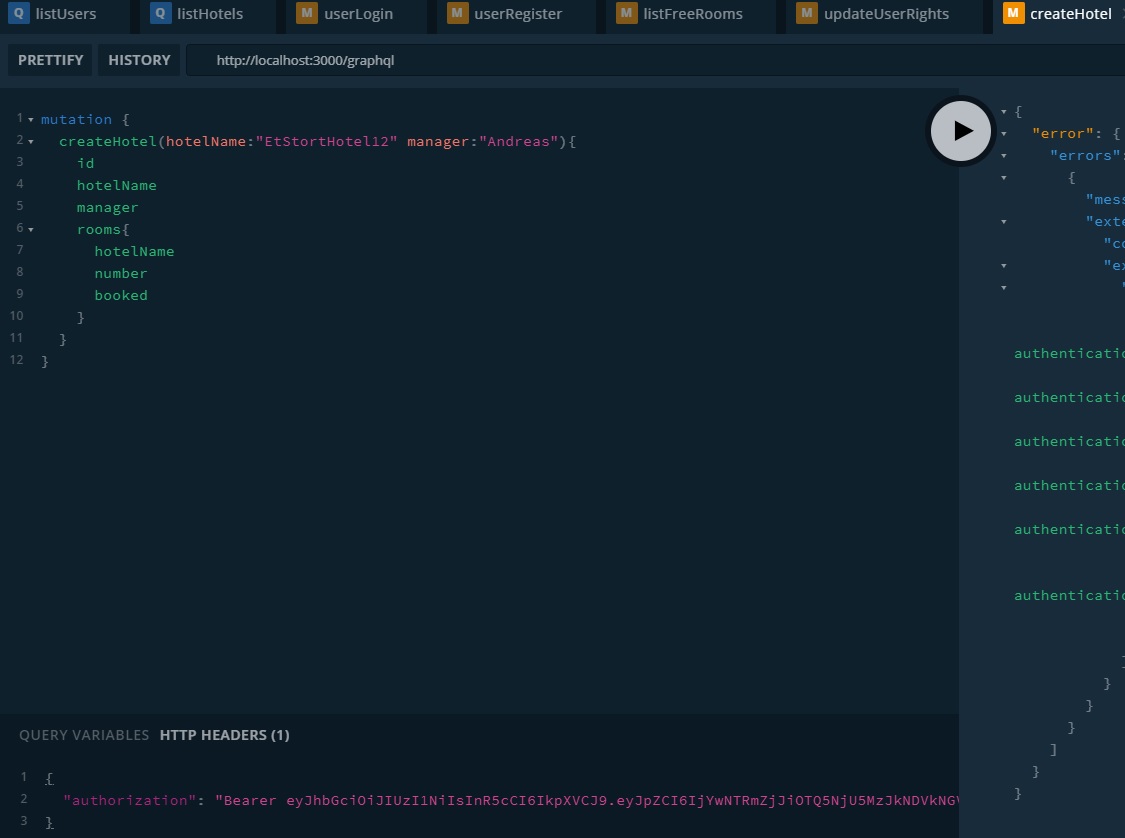 Q listUsers Q listHotels M userLogin M userRegister M listFreeRooms M updateUserRights M createHotel
PRETTIFY HISTORY http://localhost:3000/graphql
1 mutation {
2 createHotel(hotelName:"EtStortHotel12" manager:"Andreas"){
3 id
4 hotelName
5 manager
6 rooms{
7 hotelName
8 number
9 booked
10 }
11 }
12 }
QUERY VARIABLES HTTP HEADERS (1)
1 {
2 "authorization": "Bearer eyJhbGciOiJIUzI1NiIsInR5cCI6IkpXVCJ9.eyJpZCI6IjYwNTRmZjJiOTQ5NjU5MzJkNDVkNG
3 }
{
"error": {
"errors":
{
"mess
"exte
"co
"ex
"
authenticatio
authenticatio
authenticatio
authenticatio
authenticatio
authenticatio
]
}
}
}
]
}
}